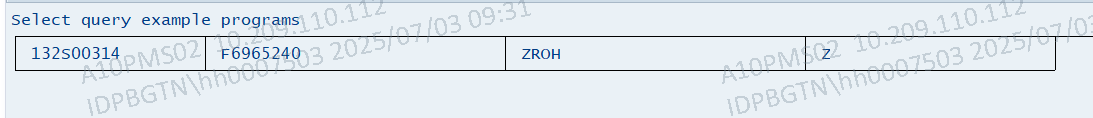 Select query example programs
132S00314 F6965240 ZROH Z
A10PMS02 10.209.110.112
IDPBGTN\hh0007503 2025/07/03 09:31
A10PMS02 10.209.110.112
IDPBGTN\hh0007503 2025/07/03